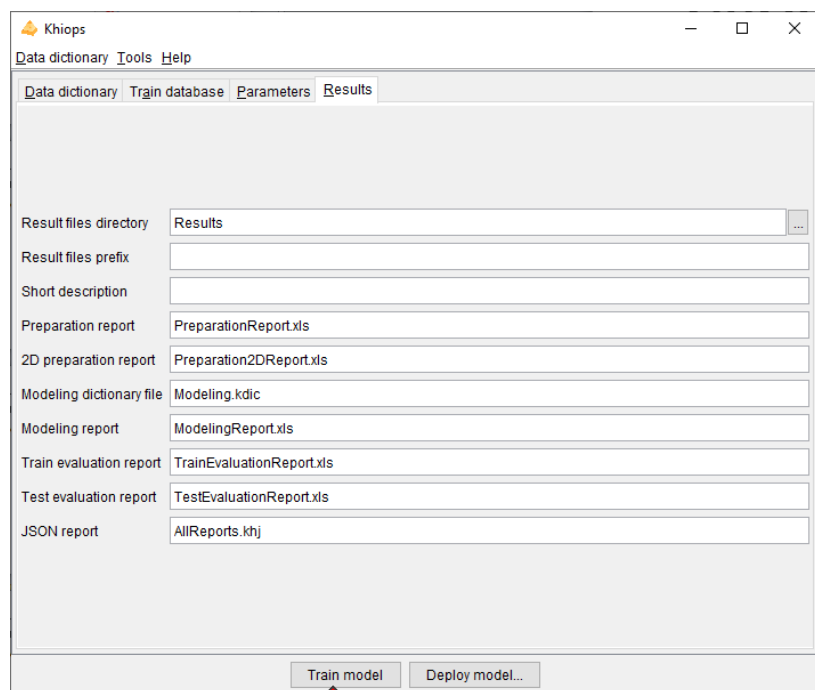 Khiops
Data dictionary Tools Help
Data dictionary Train database Parameters Results
Result files directory Results ...
Result files prefix
Short description
Preparation report PreparationReport.xls
2D preparation report Preparation2DReport.xls
Modeling dictionary file Modeling.kdic
Modeling report ModelingReport.xls
Train evaluation report TrainEvaluationReport.xls
Test evaluation report TestEvaluationReport.xls
JSON report AllReports.khj
Train model Deploy model...